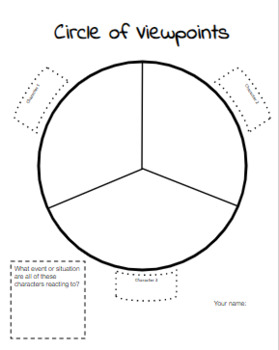 Circle of Viewpoints
Character 1
Character 2
Character 3
What event or situation
are all of these
characters reacting to?
Your name: